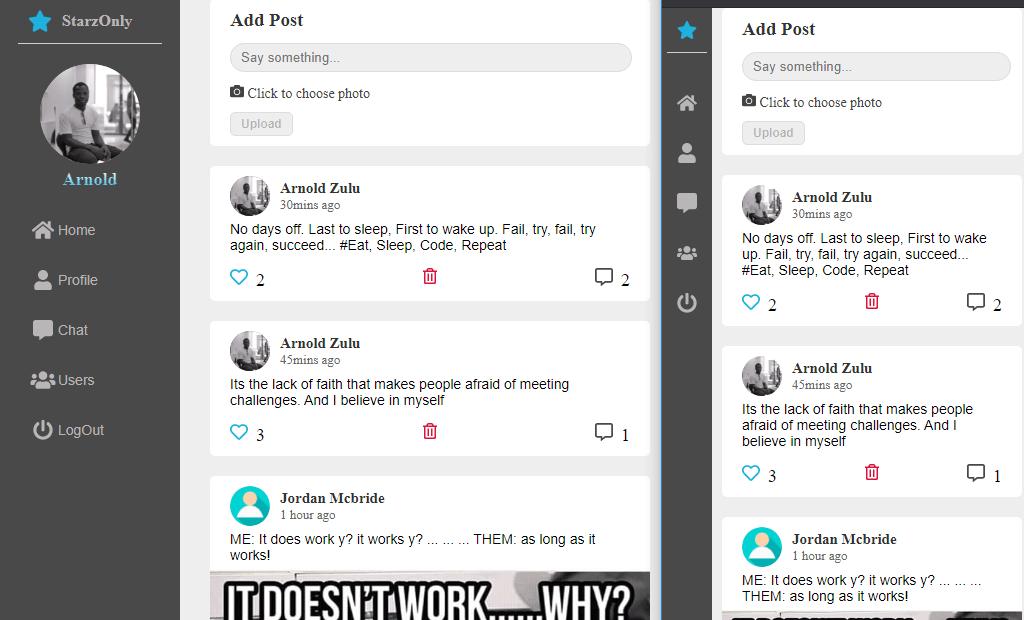 StarzOnly
Arnold
Home
Profile
Chat
Users
LogOut
Add Post
Say something...
Click to choose photo
Upload
Arnold Zulu
30mins ago
No days off. Last to sleep, First to wake up. Fail, try, fail, try
again, succeed... #Eat, Sleep, Code, Repeat
2 2
Arnold Zulu
45mins ago
Its the lack of faith that makes people afraid of meeting
challenges. And I believe in myself
3 1
Jordan Mcbride
1 hour ago
ME: It does work y? it works y? ... ... ... THEM: as long as it
works!
IT DOESN'T WORK......WHY?
Add Post
Say something...
Click to choose photo
Upload
Arnold Zulu
30mins ago
No days off. Last to sleep, First to wake
up. Fail, try, fail, try again, succeed...
#Eat, Sleep, Code, Repeat
2 2
Arnold Zulu
45mins ago
Its the lack of faith that makes people
afraid of meeting challenges. And I
believe in myself
3 1
Jordan Mcbride
1 hour ago
ME: It does work y? it works y? ... ... ...
THEM: as long as it works!